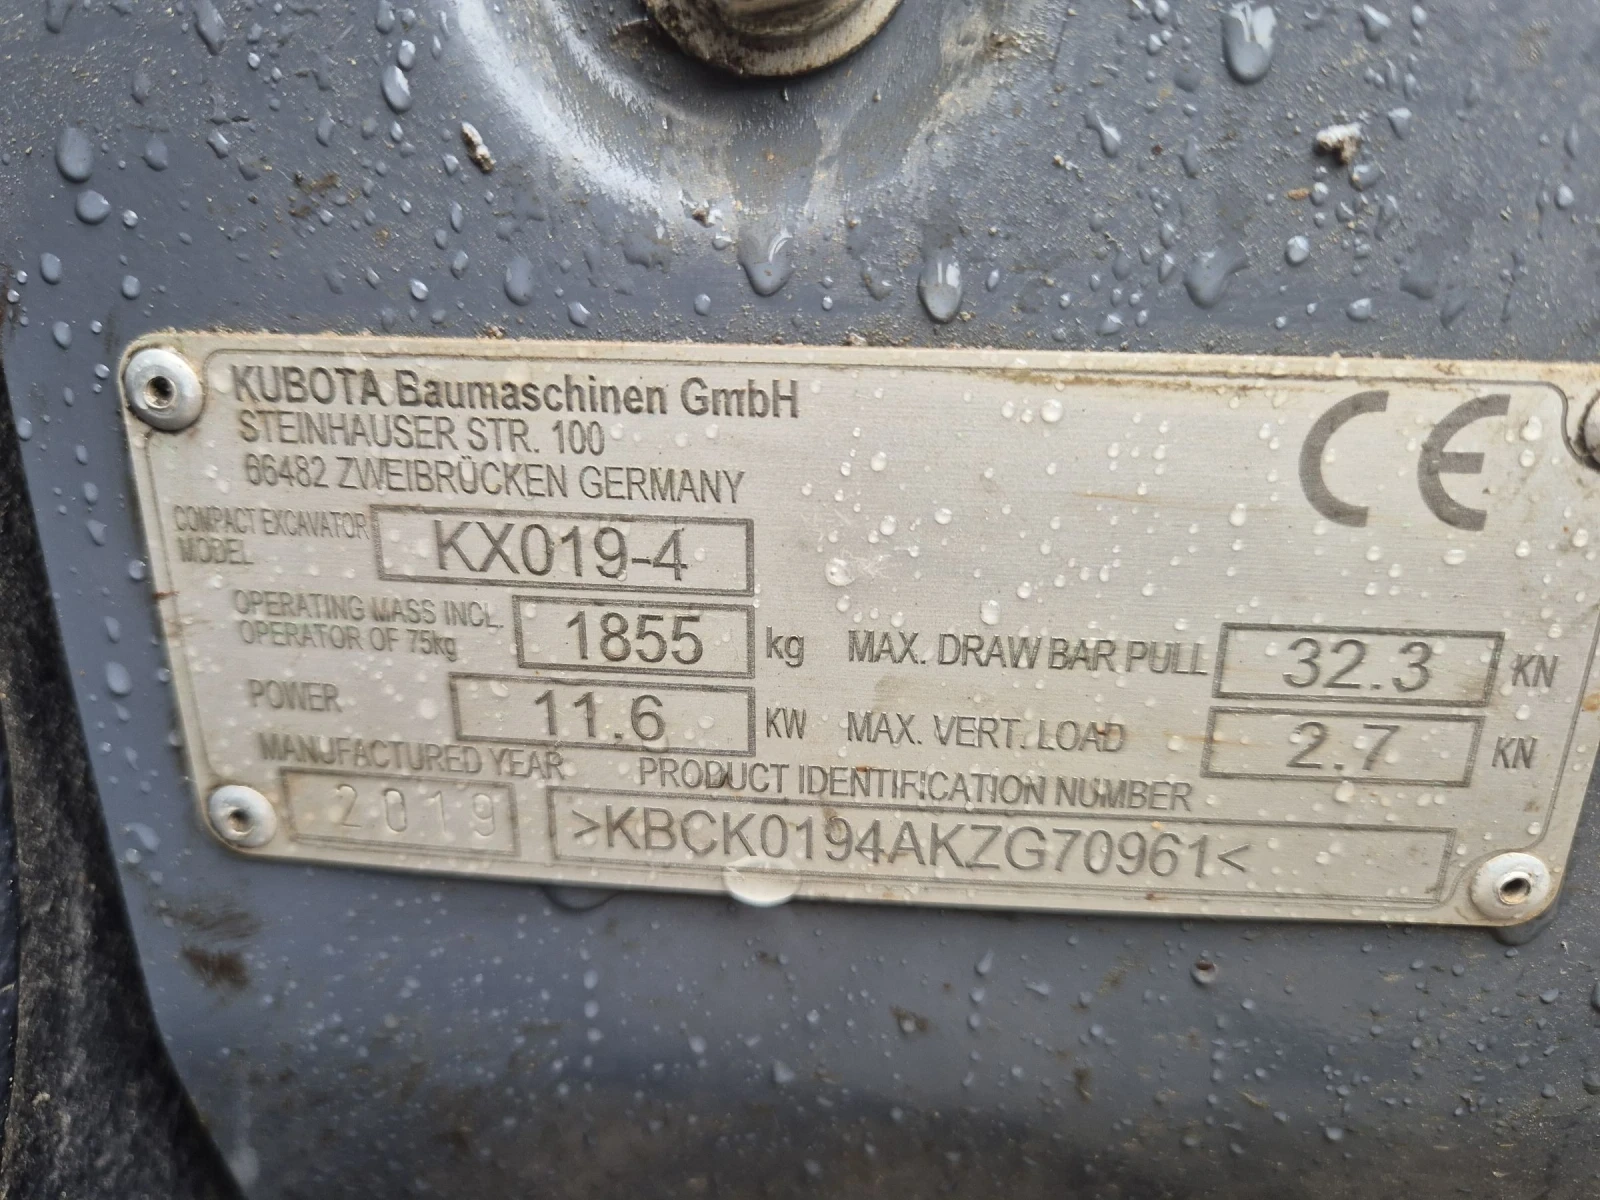 KUBOTA Baumaschinen GmbH
STEINHAUSER STR. 100
66482 ZWEIBRÜCKEN GERMANY
CE
COMPACT EXCAVATOR
MODEL
KX019-4
OPERATING MASS INCL.
OPERATOR OF 75kg
1855 kg
MAX. DRAW BAR PULL 32.3 KN
POWER 11.6 KW
MAX. VERT. LOAD 2.7 KN
MANUFACTURED YEAR
2019
PRODUCT IDENTIFICATION NUMBER
>KBCK0194AKZG70961<